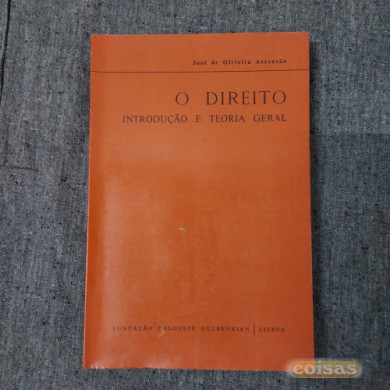 José de Oliveira Ascensão
O DIREITO
INTRODUÇÃO E TEORIA GERAL
FUNDAÇÃO CALOUSTE GULBENKIAN | LISBOA
coisas